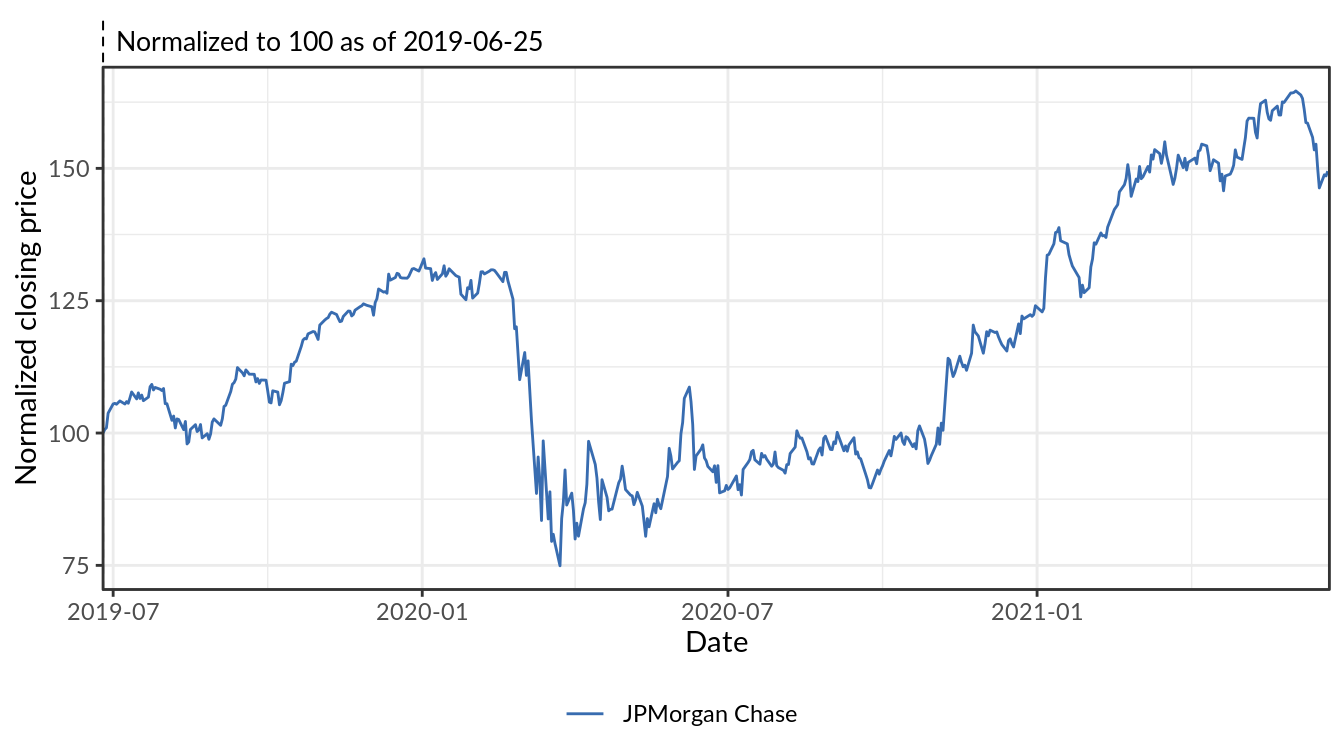 Normalized to 100 as of 2019-06-25
Normalized closing price
150
125
100
75
2019-07
2020-01
2020-07
2021-01
Date
JPMorgan Chase